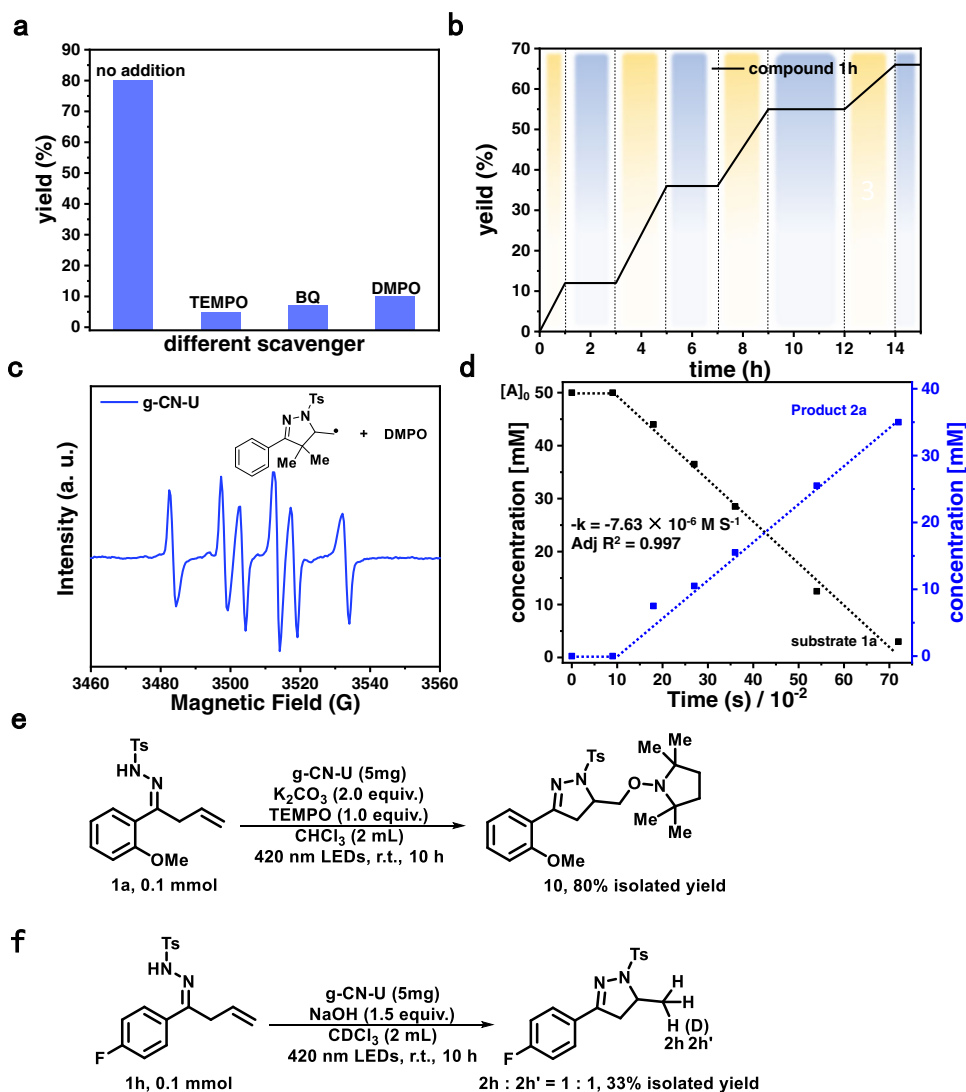 a
90
80
70
60
50
40
30
20
10
0
yield (%)
no addition
TEMPO
BQ
DMPO
different scavenger
b
70
60
50
40
30
20
10
0
yeild (%)
compound 1h
3
0 2 4 6 8 10 12 14
time (h)
c
g-CN-U
Intensity (a. u.)
Ts
N
N
Me
Me
+ DMPO
3460 3480 3500 3520 3540 3560
Magnetic Field (G)
d
[A]0
50
40
30
20
10
0
concentration [mM]
Product 2a
-k = -7.63 × 10-6 M S-1
Adj R2 = 0.997
substrate 1a
40
35
30
25
20
15
10
5
0
concentration [mM]
0 10 20 30 40 50 60 70
Time (s) / 10-2
e
Ts
HN
N
OMe
1a, 0.1 mmol
g-CN-U (5mg)
K2CO3 (2.0 equiv.)
TEMPO (1.0 equiv.)
CHCl3 (2 mL)
420 nm LEDs, r.t., 10 h
Ts
N
N
O
N
Me
Me
Me
Me
OMe
10, 80% isolated yield
f
Ts
HN
N
F
1h, 0.1 mmol
g-CN-U (5mg)
NaOH (1.5 equiv.)
CDCl3 (2 mL)
420 nm LEDs, r.t., 10 h
Ts
N
N
H
H
H (D)
2h 2h'
F
2h : 2h' = 1 : 1, 33% isolated yield